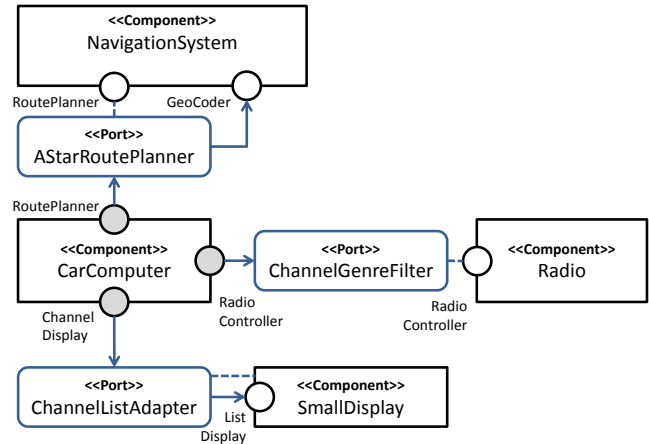 <<Component>>
NavigationSystem
RoutePlanner
GeoCoder
<<Port>>
AStarRoutePlanner
RoutePlanner
<<Component>>
CarComputer
<<Port>>
ChannelGenreFilter
<<Component>>
Radio
Channel
Display
Radio
Controller
Radio
Controller
<<Port>>
ChannelListAdapter
<<Component>>
SmallDisplay
List
Display